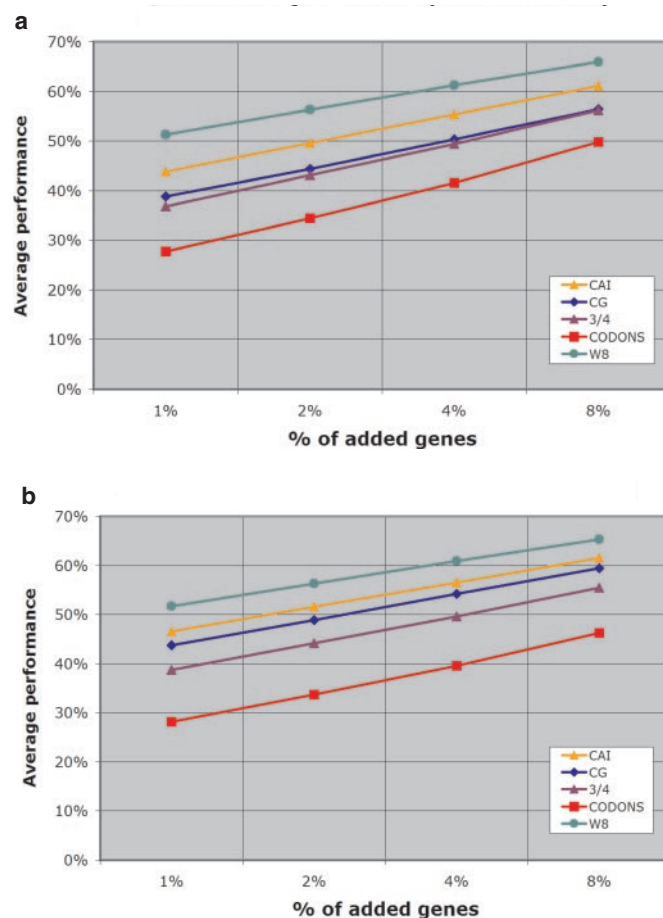 a
70%
60%
50%
40%
30%
20%
10%
0%
Average performance
CAI
CG
3/4
CODONS
W8
1% 2% 4% 8%
% of added genes
b
70%
60%
50%
40%
30%
20%
10%
0%
Average performance
CAI
CG
3/4
CODONS
W8
1% 2% 4% 8%
% of added genes